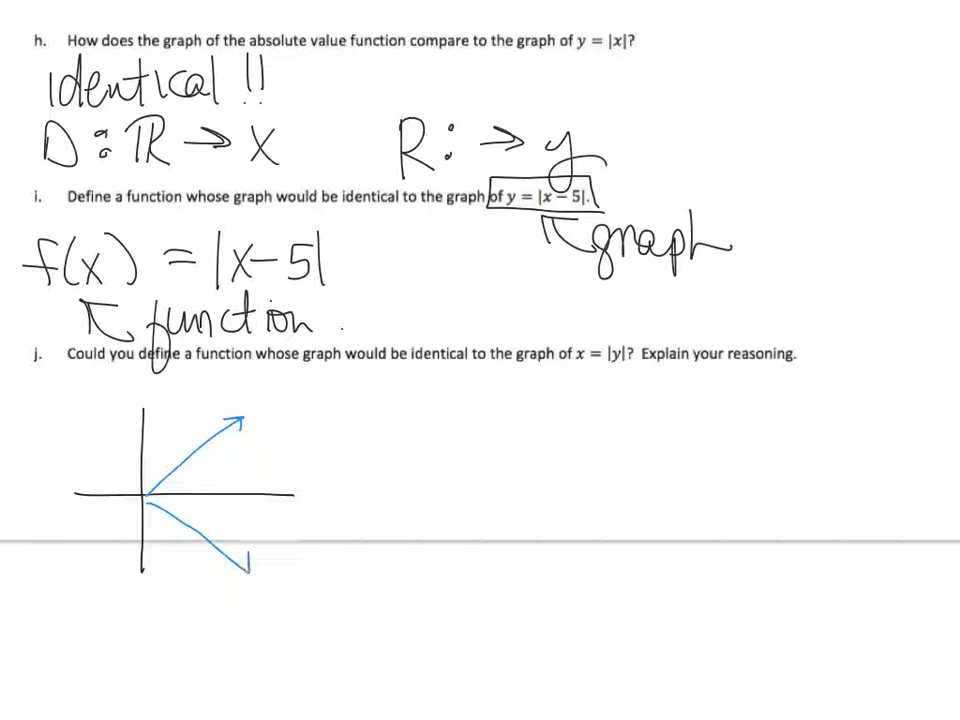 h. How does the graph of the absolute value function compare to the graph of y = |x|?
identical !!
D: ℝ → x R: → y
i. Define a function whose graph would be identical to the graph of y = |x − 5|.
↖ graph
f(x) = |x − 5|
↖ function.
j. Could you define a function whose graph would be identical to the graph of x = |y|? Explain your reasoning.